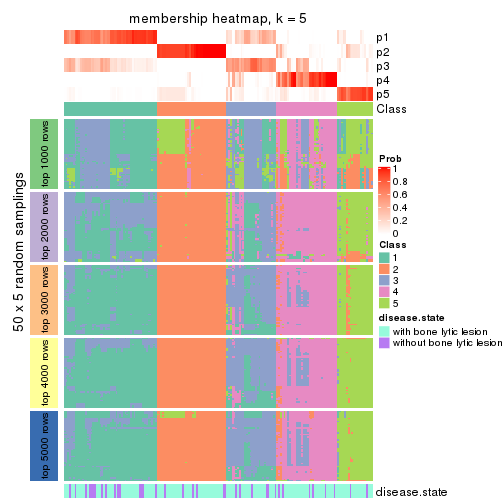 membership heatmap, k = 5
p1
p2
p3
p4
p5
Class
50 x 5 random samplings
top 1000 rows
top 2000 rows
top 3000 rows
top 4000 rows
top 5000 rows
Prob
1
0.8
0.6
0.4
0.2
0
Class
1
2
3
4
5
disease.state
with bone lytic lesion
without bone lytic lesion
disease.state